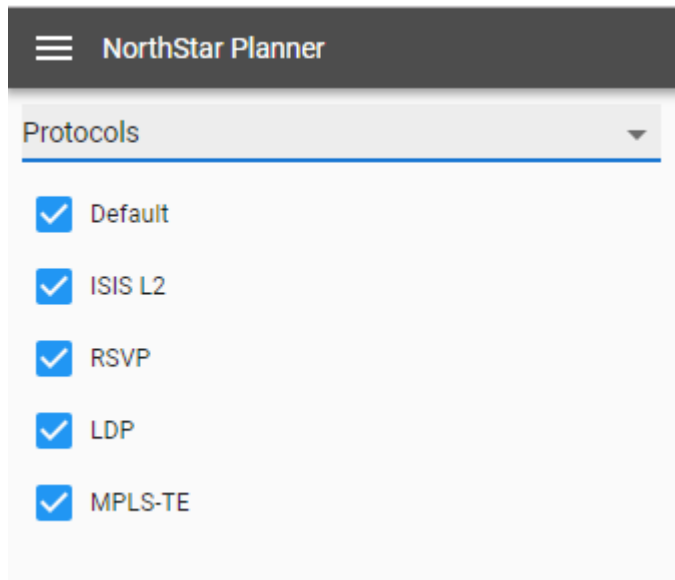 NorthStar Planner
Protocols
Default
ISIS L2
RSVP
LDP
MPLS-TE